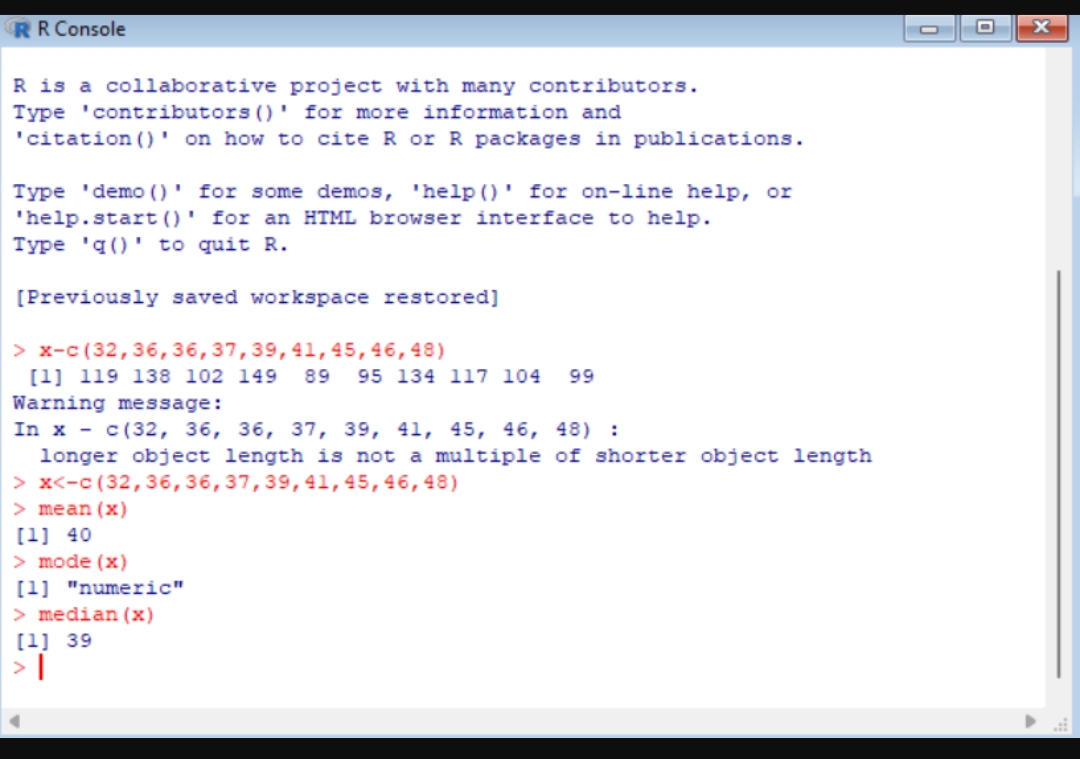 R Console
R is a collaborative project with many contributors.
Type 'contributors()' for more information and
'citation()' on how to cite R or R packages in publications.
Type 'demo()' for some demos, 'help()' for on-line help, or
'help.start()' for an HTML browser interface to help.
Type 'q()' to quit R.
[Previously saved workspace restored]
> x-c(32,36,36,37,39,41,45,46,48)
 [1] 119 138 102 149  89  95 134 117 104  99
Warning message:
In x - c(32, 36, 36, 37, 39, 41, 45, 46, 48) :
  longer object length is not a multiple of shorter object length
> x<-c(32,36,36,37,39,41,45,46,48)
> mean(x)
[1] 40
> mode(x)
[1] "numeric"
> median(x)
[1] 39
>